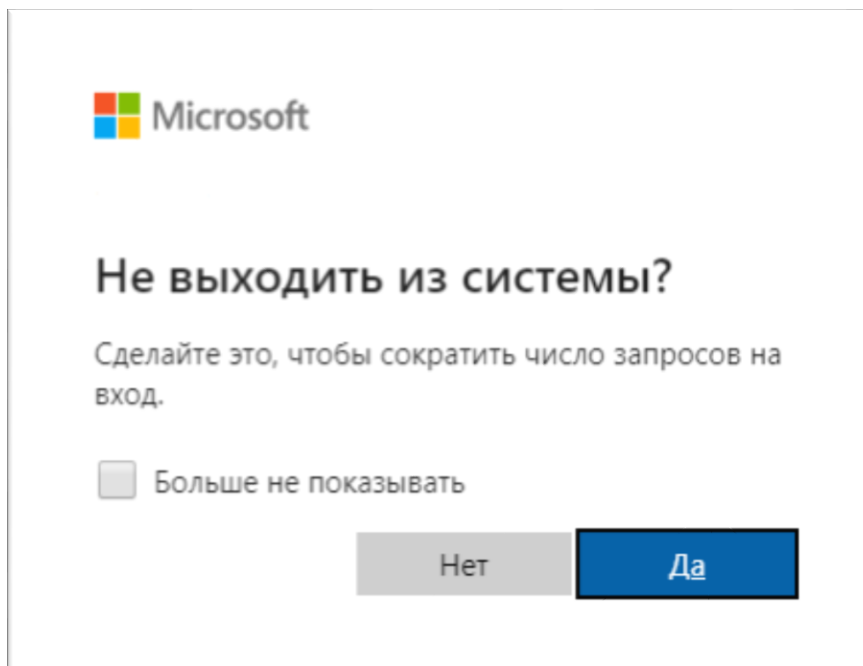 Microsoft
Не выходить из системы?
Сделайте это, чтобы сократить число запросов на
вход.
Больше не показывать
Нет
Да